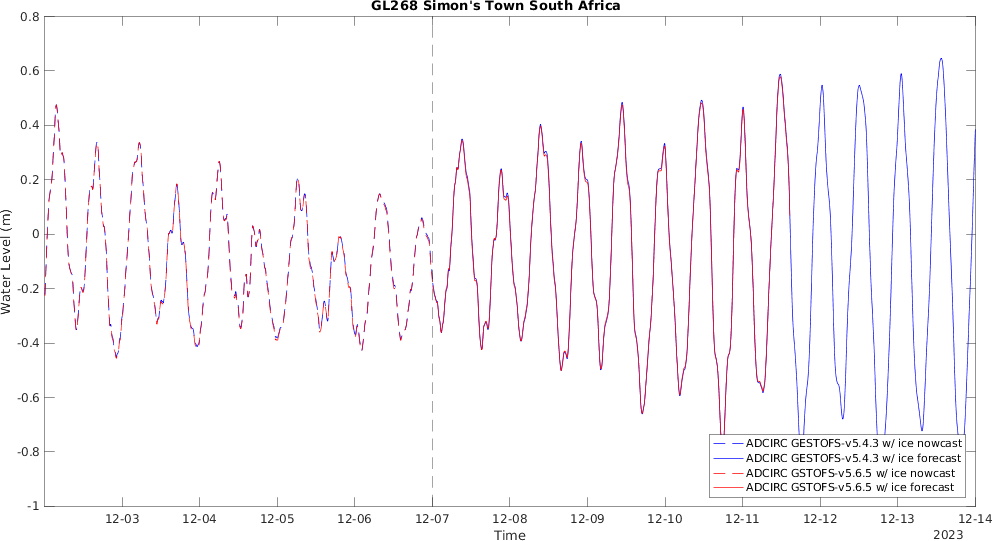 GL268 Simon's Town South Africa
0.8
0.6
0.4
0.2
0
-0.2
-0.4
-0.6
-0.8
-1
Water Level (m)
ADCIRC GESTOFS-v5.4.3 w/ ice nowcast
ADCIRC GESTOFS-v5.4.3 w/ ice forecast
ADCIRC GSTOFS-v5.6.5 w/ ice nowcast
ADCIRC GSTOFS-v5.6.5 w/ ice forecast
12-03 12-04 12-05 12-06 12-07 12-08 12-09 12-10 12-11 12-12 12-13 12-14
Time
2023